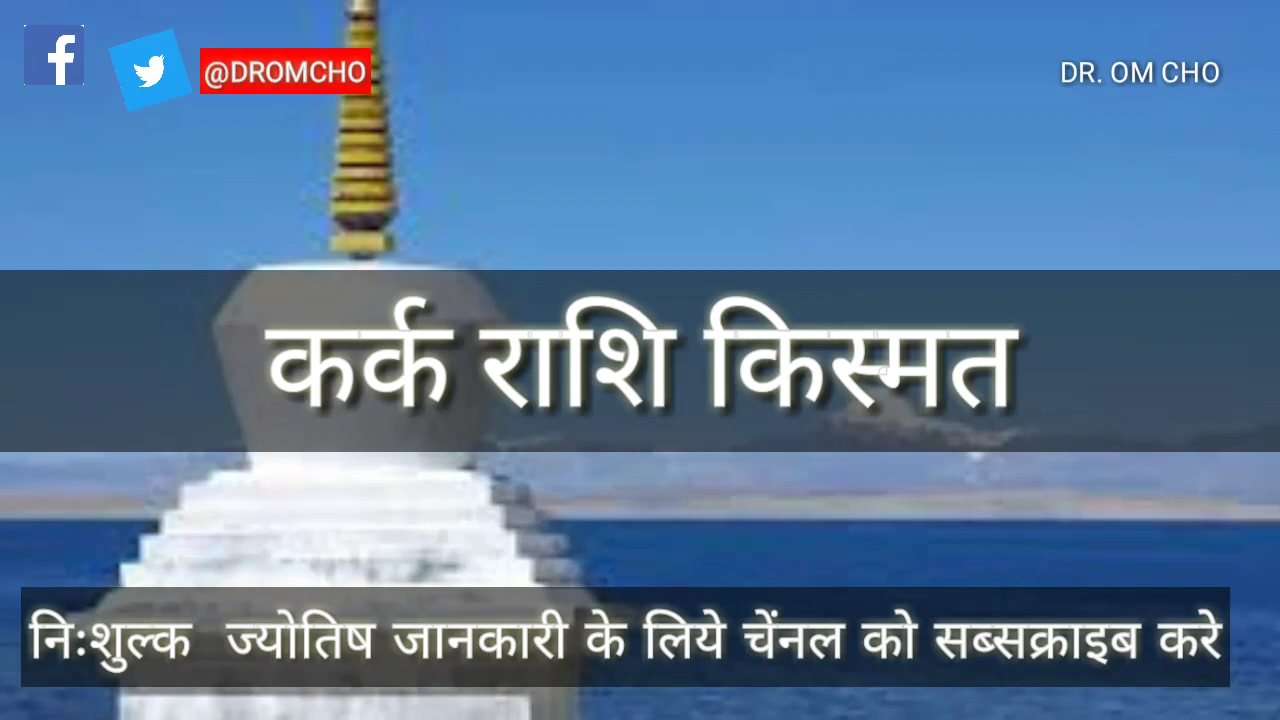 @DROMCHO
DR. OM CHO
कर्क राशि किस्मत
नि:शुल्क ज्योतिष जानकारी के लिये चेंनल को सब्सक्राइब करे